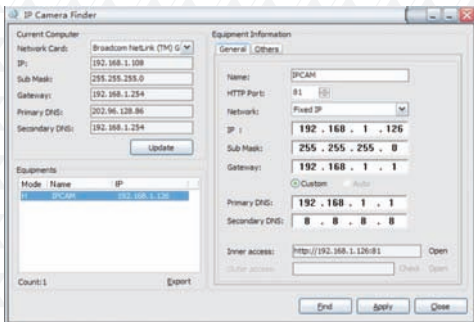 IP Camera Finder
Current Computer
Network Card: Broadcom NetLink (TM) G
IP: 192.168.1.108
Sub Mask: 255.255.255.0
Gateway: 192.168.1.254
Primary DNS: 202.96.128.86
Secondary DNS: 192.168.1.254
Update
Equipments
Mode Name IP
H IPCAM 192.168.1.126
Count:1 Export
Equipment Information
General Others
Name: IPCAM
HTTP Port: 81
Network: Fixed IP
IP : 192 . 168 . 1 . 126
Sub Mask: 255 . 255 . 255 . 0
Gateway: 192 . 168 . 1 . 1
Custom Auto
Primary DNS: 192 . 168 . 1 . 1
Secondary DNS: 8 . 8 . 8 . 8
Inner access: http://192.168.1.126:81 Open
Outer access: Check Open
Find Apply Close